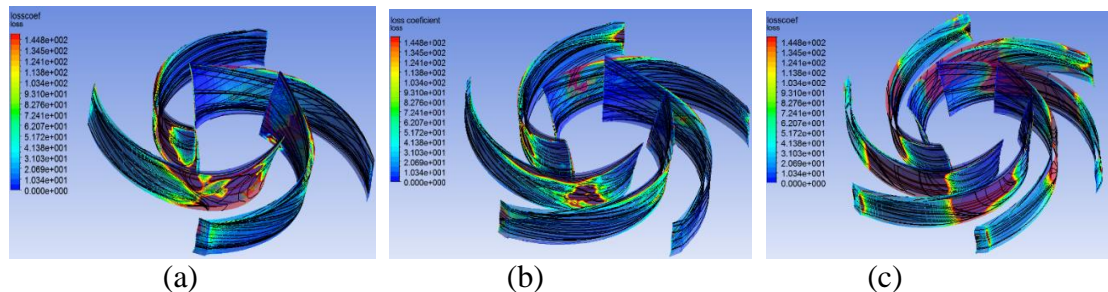 losscoef
loss
1.448e+002
1.345e+002
1.241e+002
1.138e+002
1.034e+002
9.310e+001
8.276e+001
7.241e+001
6.207e+001
5.172e+001
4.138e+001
3.103e+001
2.069e+001
1.034e+001
0.000e+000
loss coeficient
loss
1.448e+002
1.345e+002
1.241e+002
1.138e+002
1.034e+002
9.310e+001
8.276e+001
7.241e+001
6.207e+001
5.172e+001
4.138e+001
3.103e+001
2.069e+001
1.034e+001
0.000e+000
losscoef
loss
1.448e+002
1.345e+002
1.241e+002
1.138e+002
1.034e+002
9.310e+001
8.276e+001
7.241e+001
6.207e+001
5.172e+001
4.138e+001
3.103e+001
2.069e+001
1.034e+001
0.000e+000
(a)
(b)
(c)